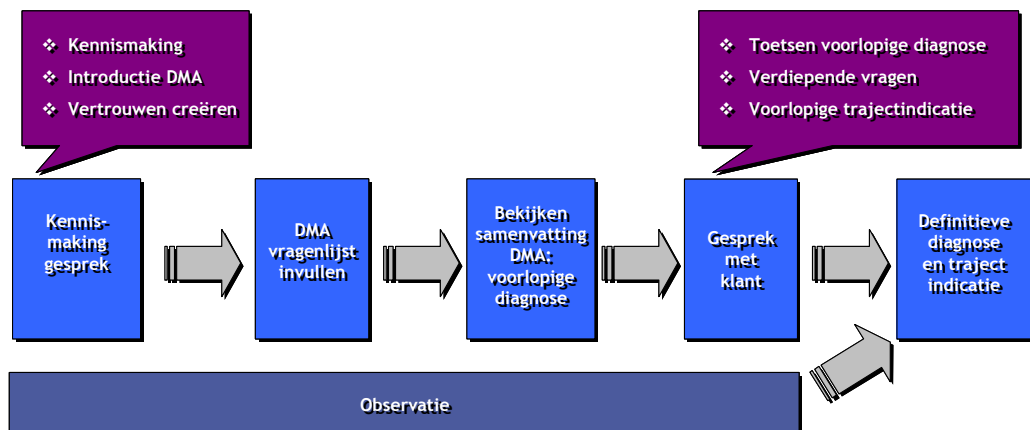 ❖ Kennismaking
❖ Introductie DMA
❖ Vertrouwen creëren
❖ Toetsen voorlopige diagnose
❖ Verdiepende vragen
❖ Voorlopige trajectindicatie
Kennis-
making
gesprek
DMA
vragenlijst
invullen
Bekijken
samenvatting
DMA:
voorlopige
diagnose
Gesprek
met
klant
Definitieve
diagnose
en traject
indicatie
Observatie